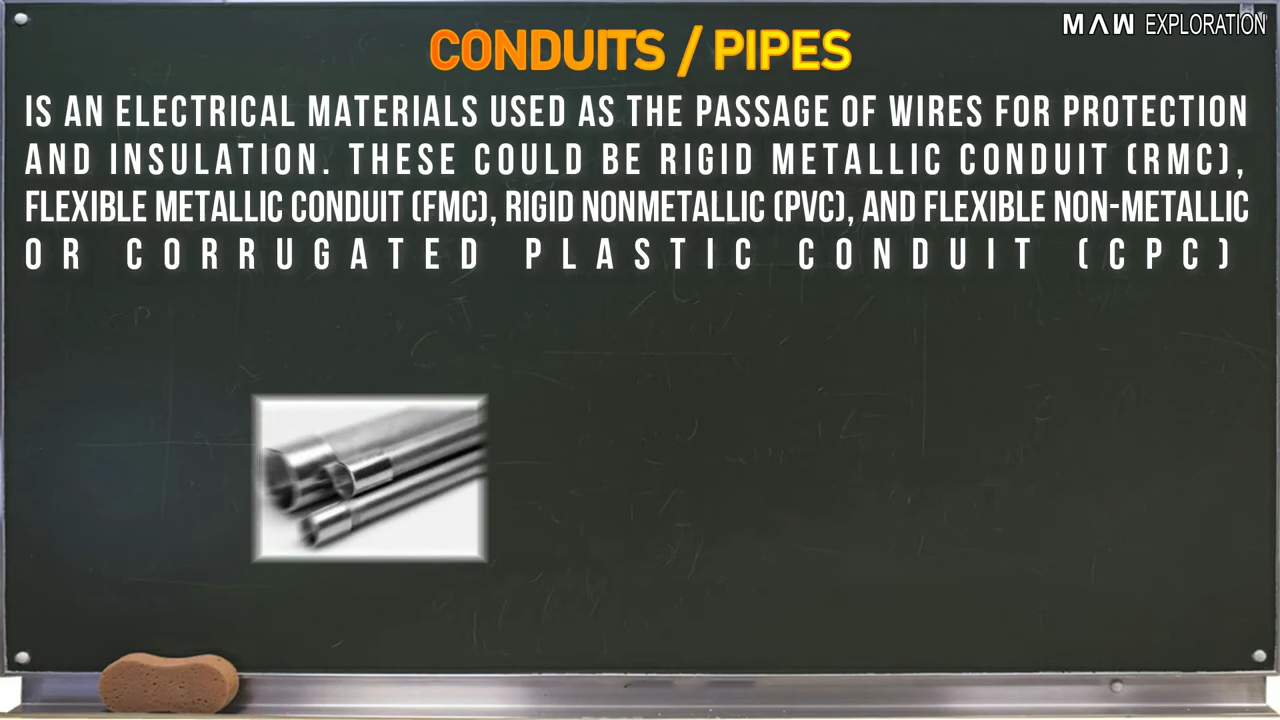 MAW EXPLORATION
CONDUITS / PIPES
IS AN ELECTRICAL MATERIALS USED AS THE PASSAGE OF WIRES FOR PROTECTION
AND INSULATION. THESE COULD BE RIGID METALLIC CONDUIT (RMC),
FLEXIBLE METALLIC CONDUIT (FMC), RIGID NONMETALLIC (PVC), AND FLEXIBLE NON-METALLIC
OR CORRUGATED PLASTIC CONDUIT (CPC)